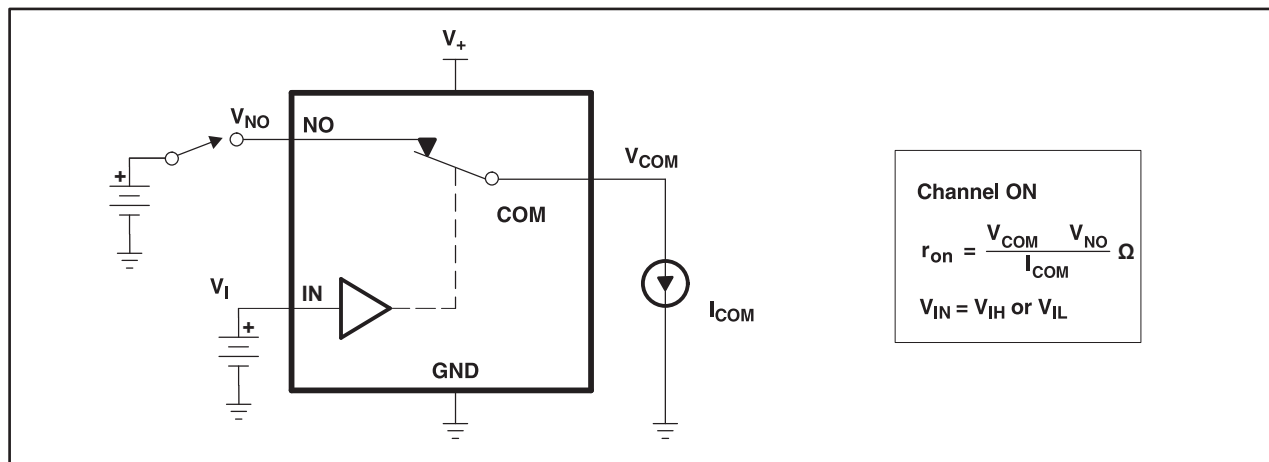 V+
VNO
NO
VCOM
COM
+
VI
IN
+
ICOM
GND
Channel ON
ron = VCOM VNO / ICOM Ω
VIN = VIH or VIL